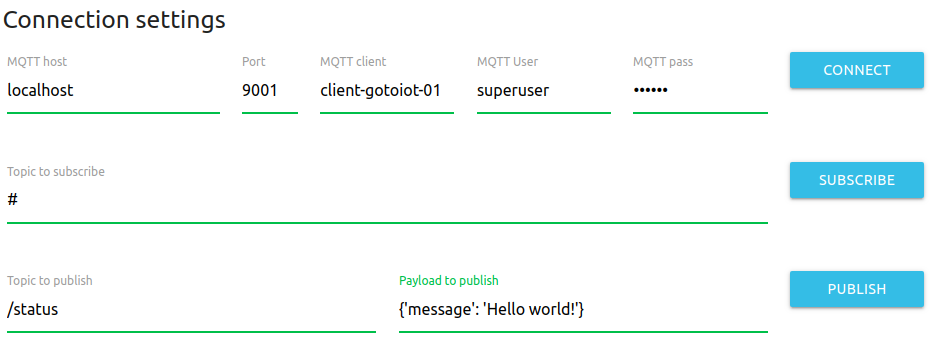 Connection settings
MQTT host Port MQTT client MQTT User MQTT pass
localhost 9001 client-gotoiot-01 superuser •••••• CONNECT
Topic to subscribe
# SUBSCRIBE
Topic to publish Payload to publish
/status {'message': 'Hello world!'} PUBLISH